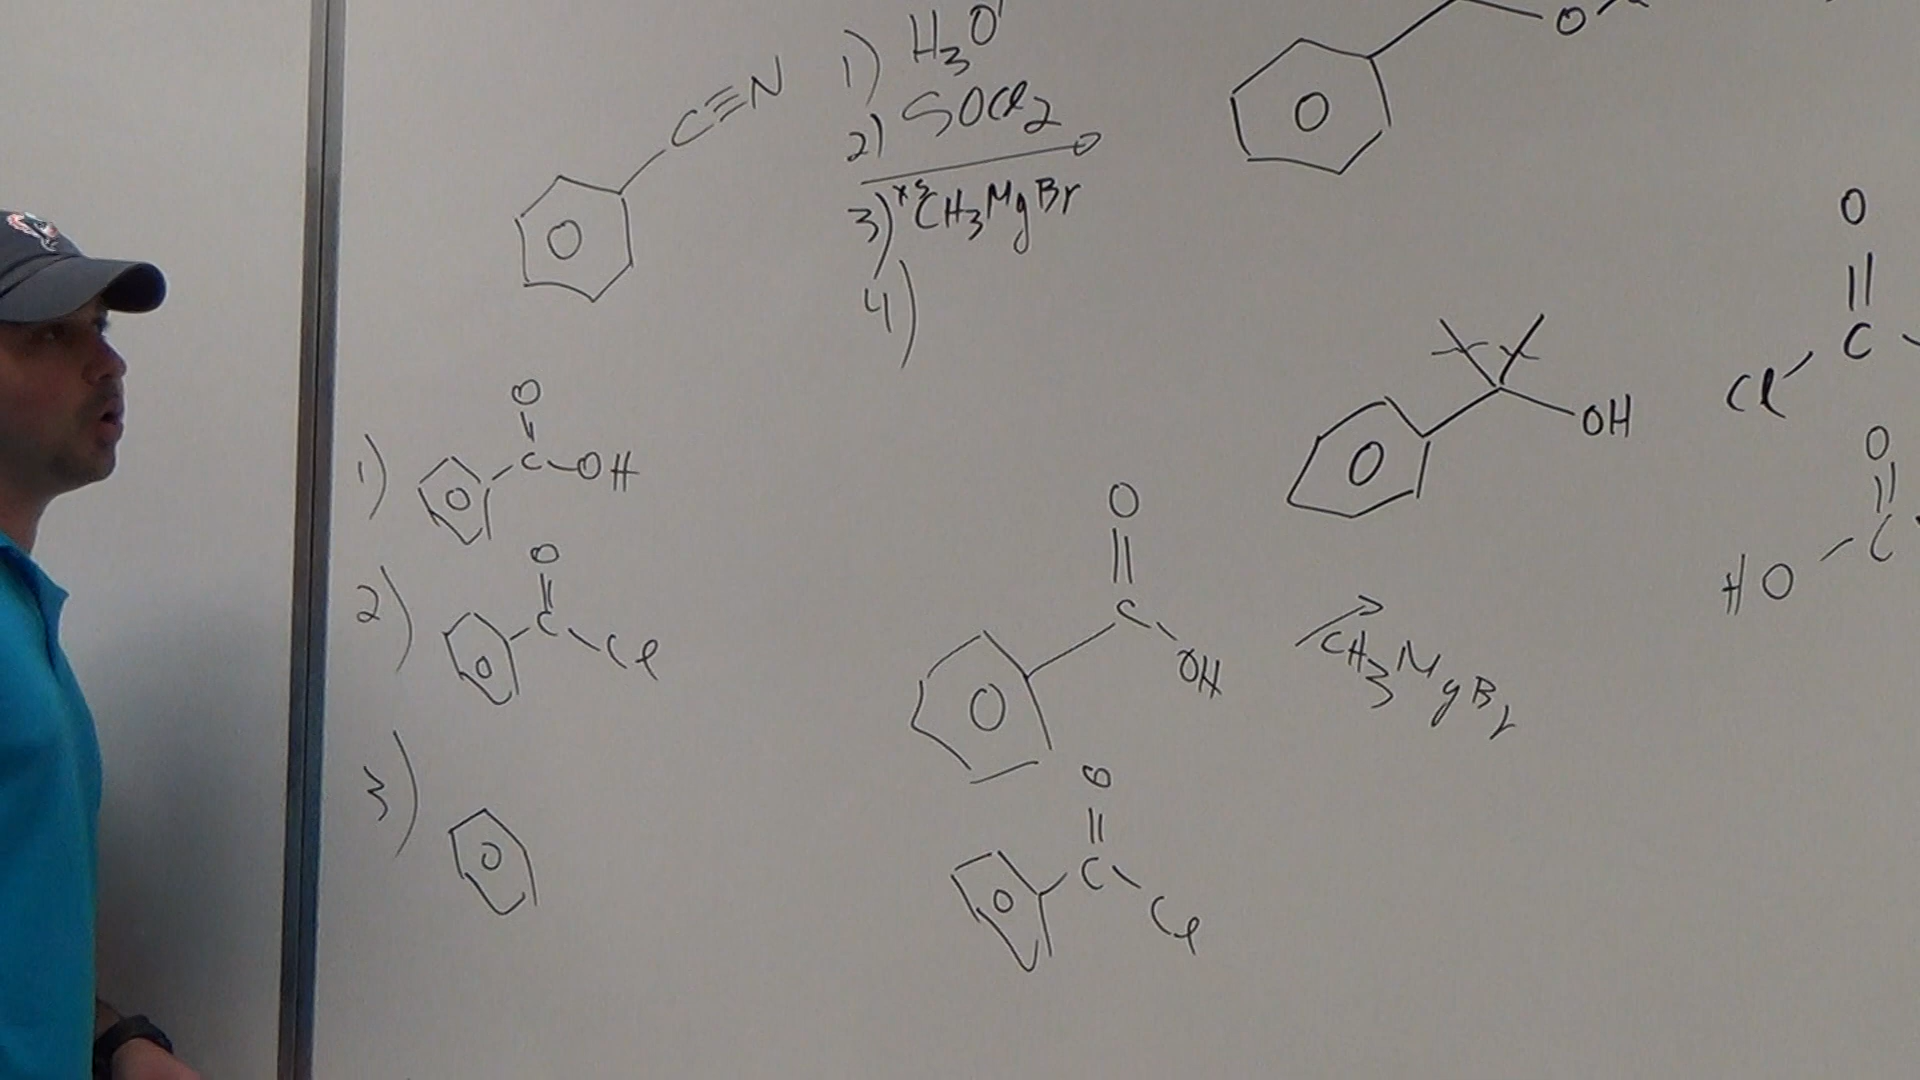 C≡N
1) H3O+
2) SOCl2
3) xs CH3MgBr
4)
O
O
OH
O
C
Cl
O
C
HO
1)
O
C-OH
2)
O
C
Cl
3)
O
C
OH
CH3MgBr
O
C
Cl